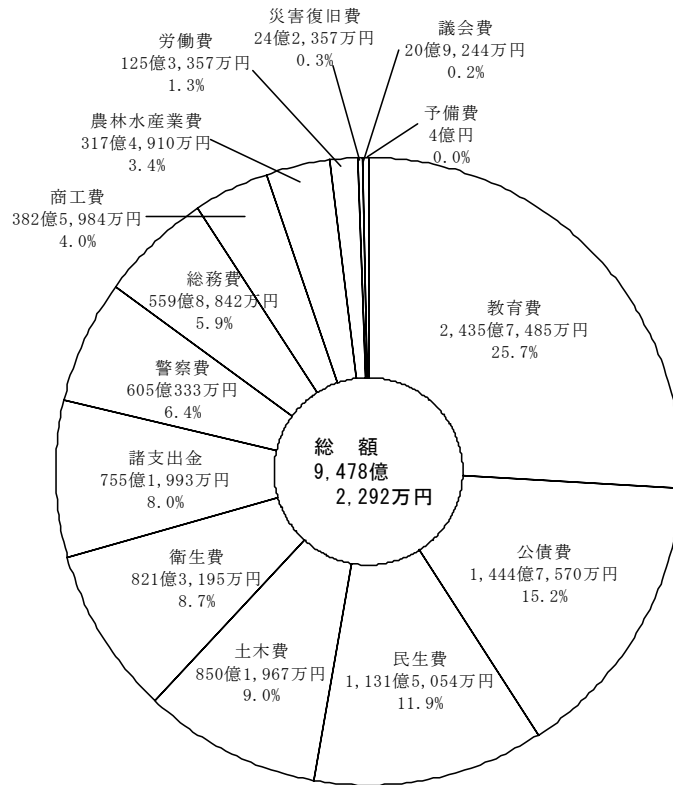 災害復旧費
24億2,357万円
0.3%
議会費
20億9,244万円
0.2%
労働費
125億3,357万円
1.3%
予備費
4億円
0.0%
農林水産業費
317億4,910万円
3.4%
商工費
382億5,984万円
4.0%
総務費
559億8,842万円
5.9%
教育費
2,435億7,485万円
25.7%
警察費
605億333万円
6.4%
総 額
9,478億
2,292万円
諸支出金
755億1,993万円
8.0%
公債費
1,444億7,570万円
15.2%
衛生費
821億3,195万円
8.7%
土木費
850億1,967万円
9.0%
民生費
1,131億5,054万円
11.9%